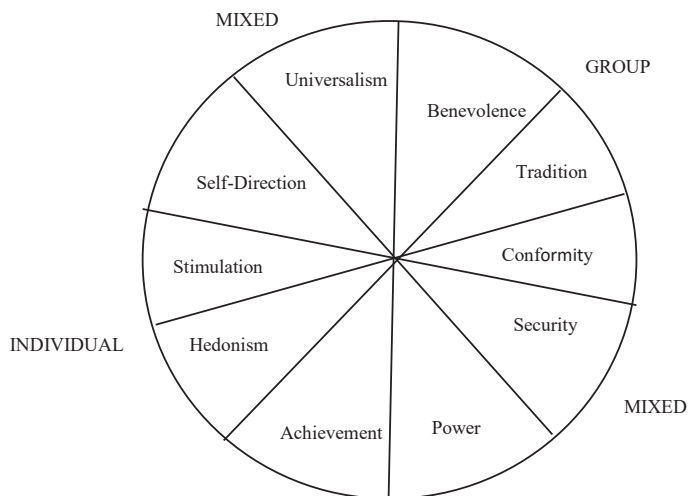 MIXED
GROUP
Universalism
Benevolence
Tradition
Self-Direction
Conformity
Stimulation
Security
INDIVIDUAL
Hedonism
MIXED
Achievement
Power